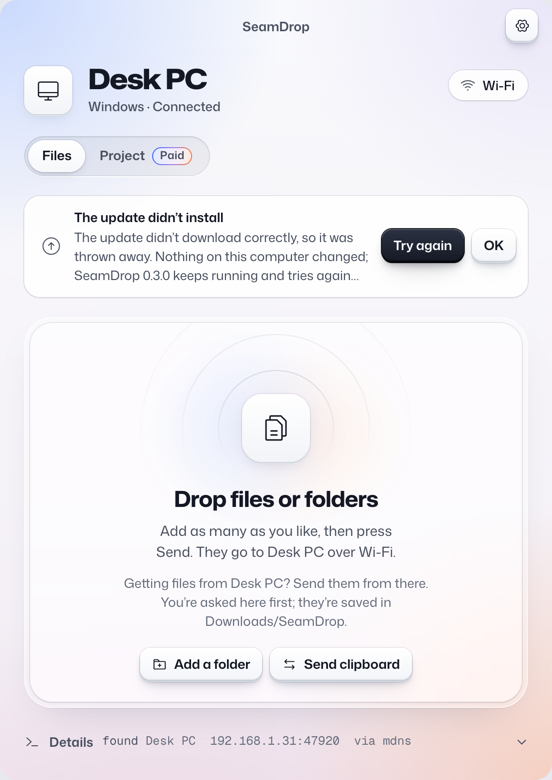 SeamDrop
Desk PC
Windows · Connected
Wi-Fi
Files
Project
Paid
The update didn’t install
The update didn’t download correctly, so it was
thrown away. Nothing on this computer changed;
SeamDrop 0.3.0 keeps running and tries again...
Try again
OK
Drop files or folders
Add as many as you like, then press
Send. They go to Desk PC over Wi-Fi.
Getting files from Desk PC? Send them from there.
You’re asked here first; they’re saved in
Downloads/SeamDrop.
Add a folder
Send clipboard
Details found Desk PC 192.168.1.31:47920 via mdns